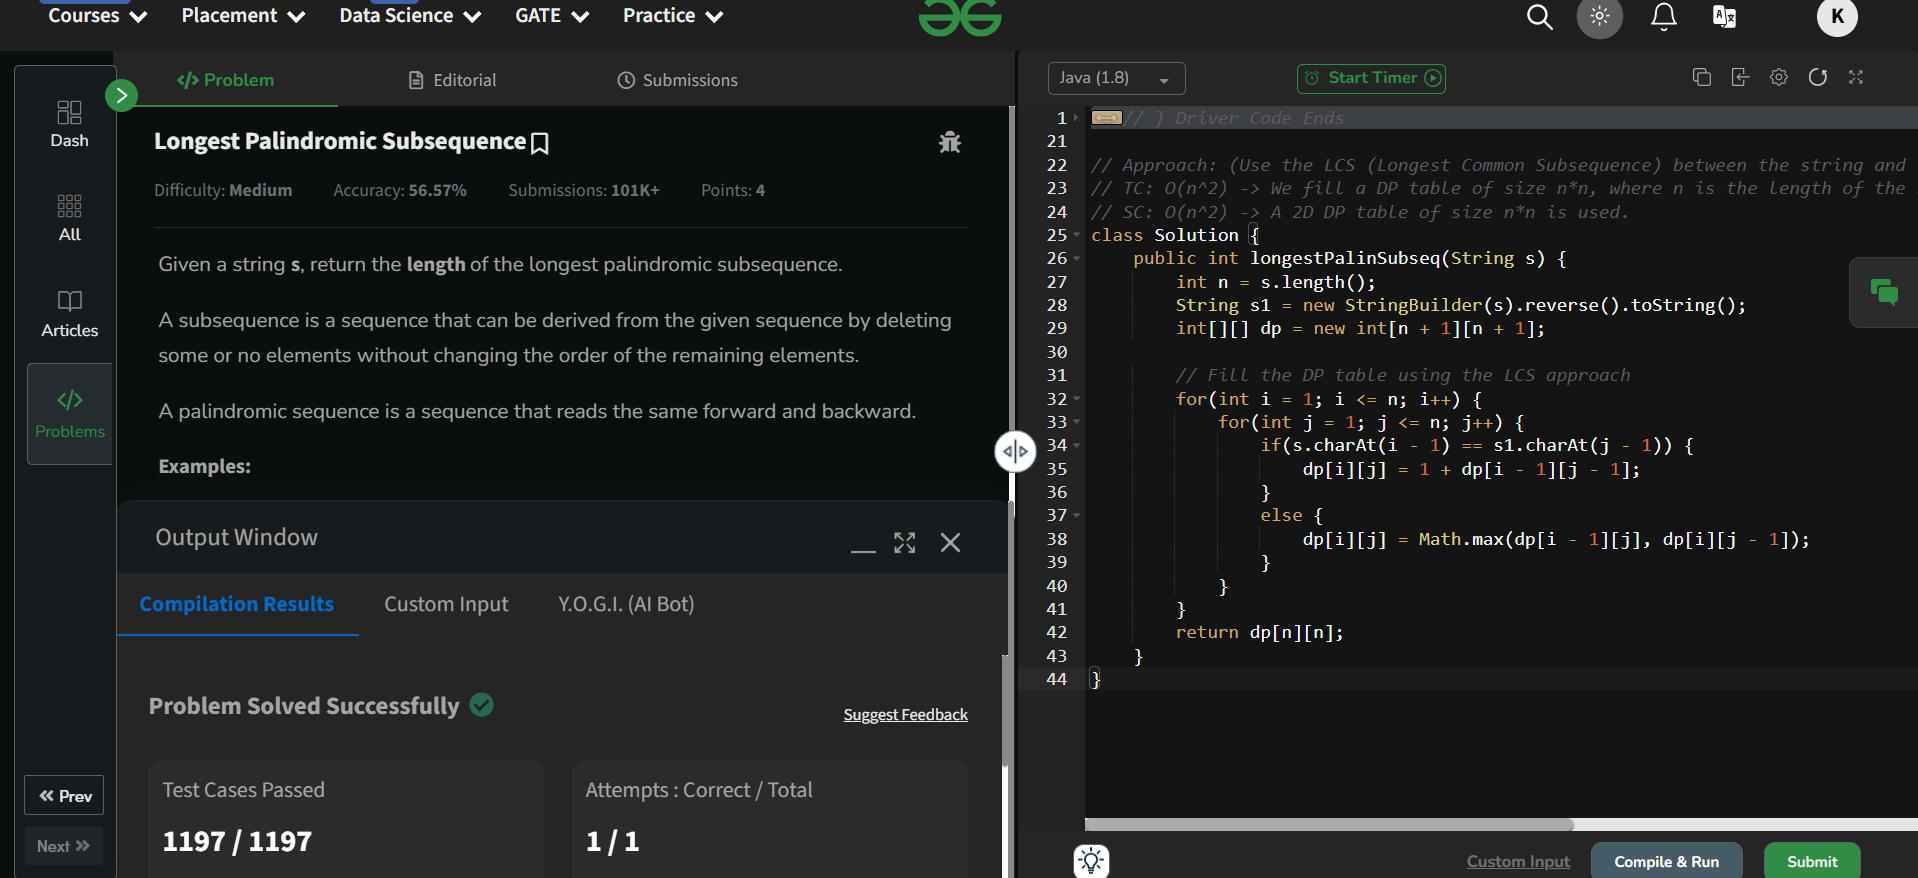 Courses Placement Data Science GATE Practice K
Dash
All
Articles
Problems
Prev
Next
Problem Editorial Submissions
Longest Palindromic Subsequence
Difficulty: Medium Accuracy: 56.57% Submissions: 101K+ Points: 4
Given a string s, return the length of the longest palindromic subsequence.
A subsequence is a sequence that can be derived from the given sequence by deleting
some or no elements without changing the order of the remaining elements.
A palindromic sequence is a sequence that reads the same forward and backward.
Examples:
Output Window
Compilation Results Custom Input Y.O.G.I. (AI Bot)
Problem Solved Successfully
Suggest Feedback
Test Cases Passed
1197 / 1197
Attempts : Correct / Total
1 / 1
Java (1.8) Start Timer
1 // } Driver Code Ends
21
22 // Approach: (Use the LCS (Longest Common Subsequence) between the string and
23 // TC: O(n^2) -> We fill a DP table of size n*n, where n is the length of the
24 // SC: O(n^2) -> A 2D DP table of size n*n is used.
25 class Solution {
26 public int longestPalinSubseq(String s) {
27 int n = s.length();
28 String s1 = new StringBuilder(s).reverse().toString();
29 int[][] dp = new int[n + 1][n + 1];
30
31 // Fill the DP table using the LCS approach
32 for(int i = 1; i <= n; i++) {
33 for(int j = 1; j <= n; j++) {
34 if(s.charAt(i - 1) == s1.charAt(j - 1)) {
35 dp[i][j] = 1 + dp[i - 1][j - 1];
36 }
37 else {
38 dp[i][j] = Math.max(dp[i - 1][j], dp[i][j - 1]);
39 }
40 }
41 }
42 return dp[n][n];
43 }
44 }
Custom Input Compile & Run Submit